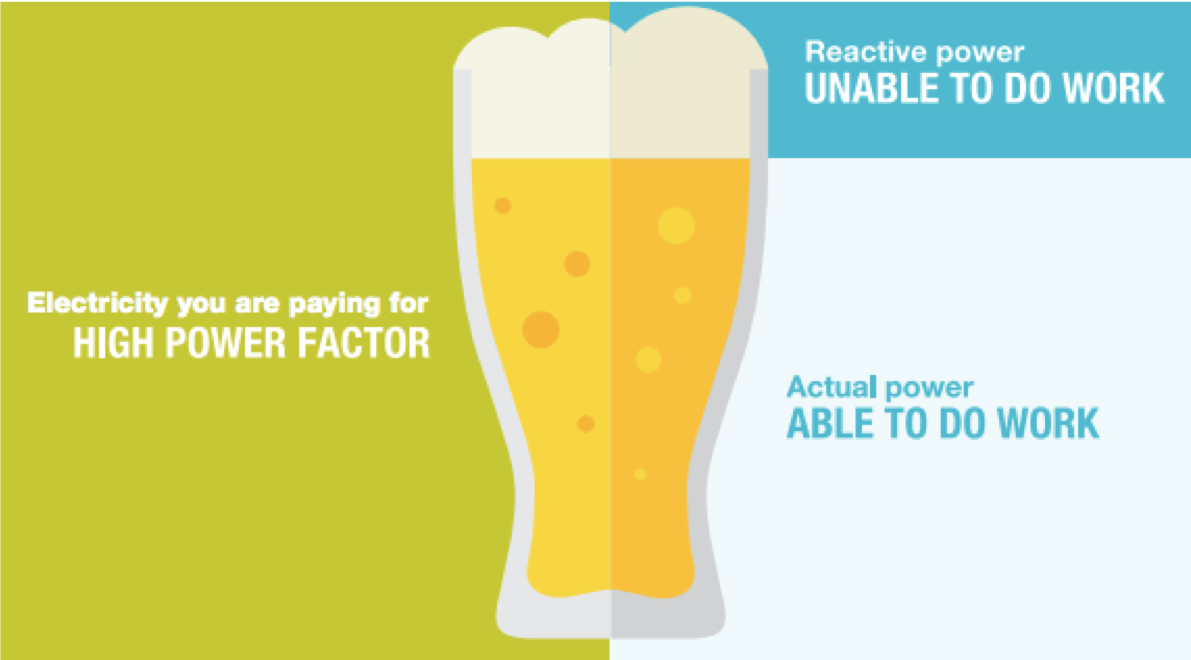 Electricity you are paying for
HIGH POWER FACTOR
Reactive power
UNABLE TO DO WORK
Actual power
ABLE TO DO WORK